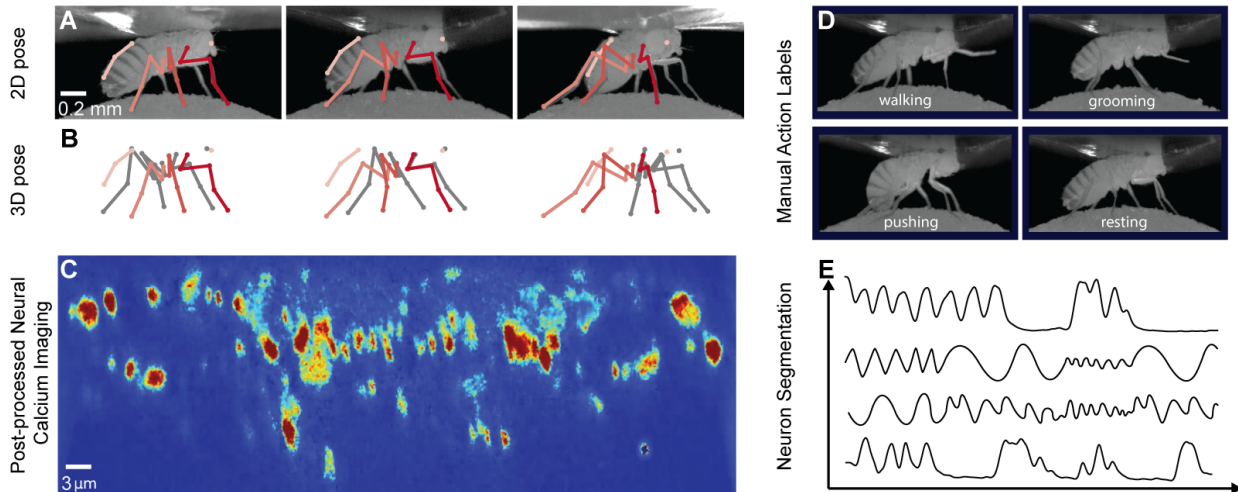 A
2D pose
0.2 mm
B
3D pose
C
Post-processed Neural
Calcium Imaging
3 µm
D
Manual Action Labels
walking
grooming
pushing
resting
E
Neuron Segmentation